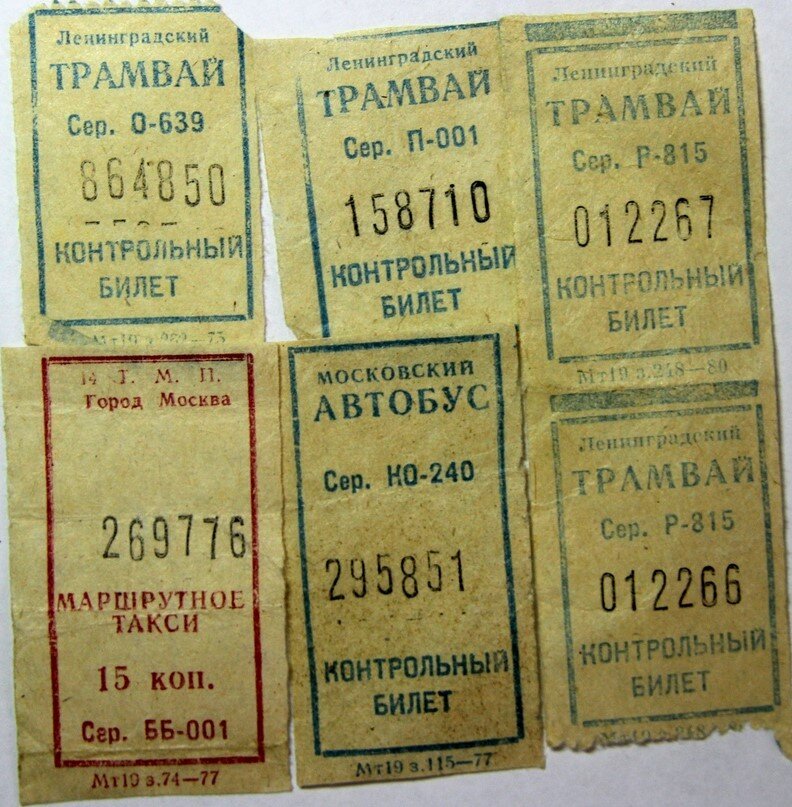 Ленинградский
ТРАМВАЙ
Сер. О-639
864850
КОНТРОЛЬНЫЙ
БИЛЕТ
Ленинградский
ТРАМВАЙ
Сер. П-001
158710
КОНТРОЛЬНЫЙ
БИЛЕТ
Ленинградский
ТРАМВАЙ
Сер. Р-815
012267
КОНТРОЛЬНЫЙ
БИЛЕТ
Мт19 з.248—80
14 Т. М. П.
Город Москва
269776
МАРШРУТНОЕ
ТАКСИ
15 коп.
Сер. ББ-001
Мт19 з.74—77
МОСКОВСКИЙ
АВТОБУС
Сер. КО-240
295851
КОНТРОЛЬНЫЙ
БИЛЕТ
Мт19 з.115—77
Ленинградский
ТРАМВАЙ
Сер. Р-815
012266
КОНТРОЛЬНЫЙ
БИЛЕТ